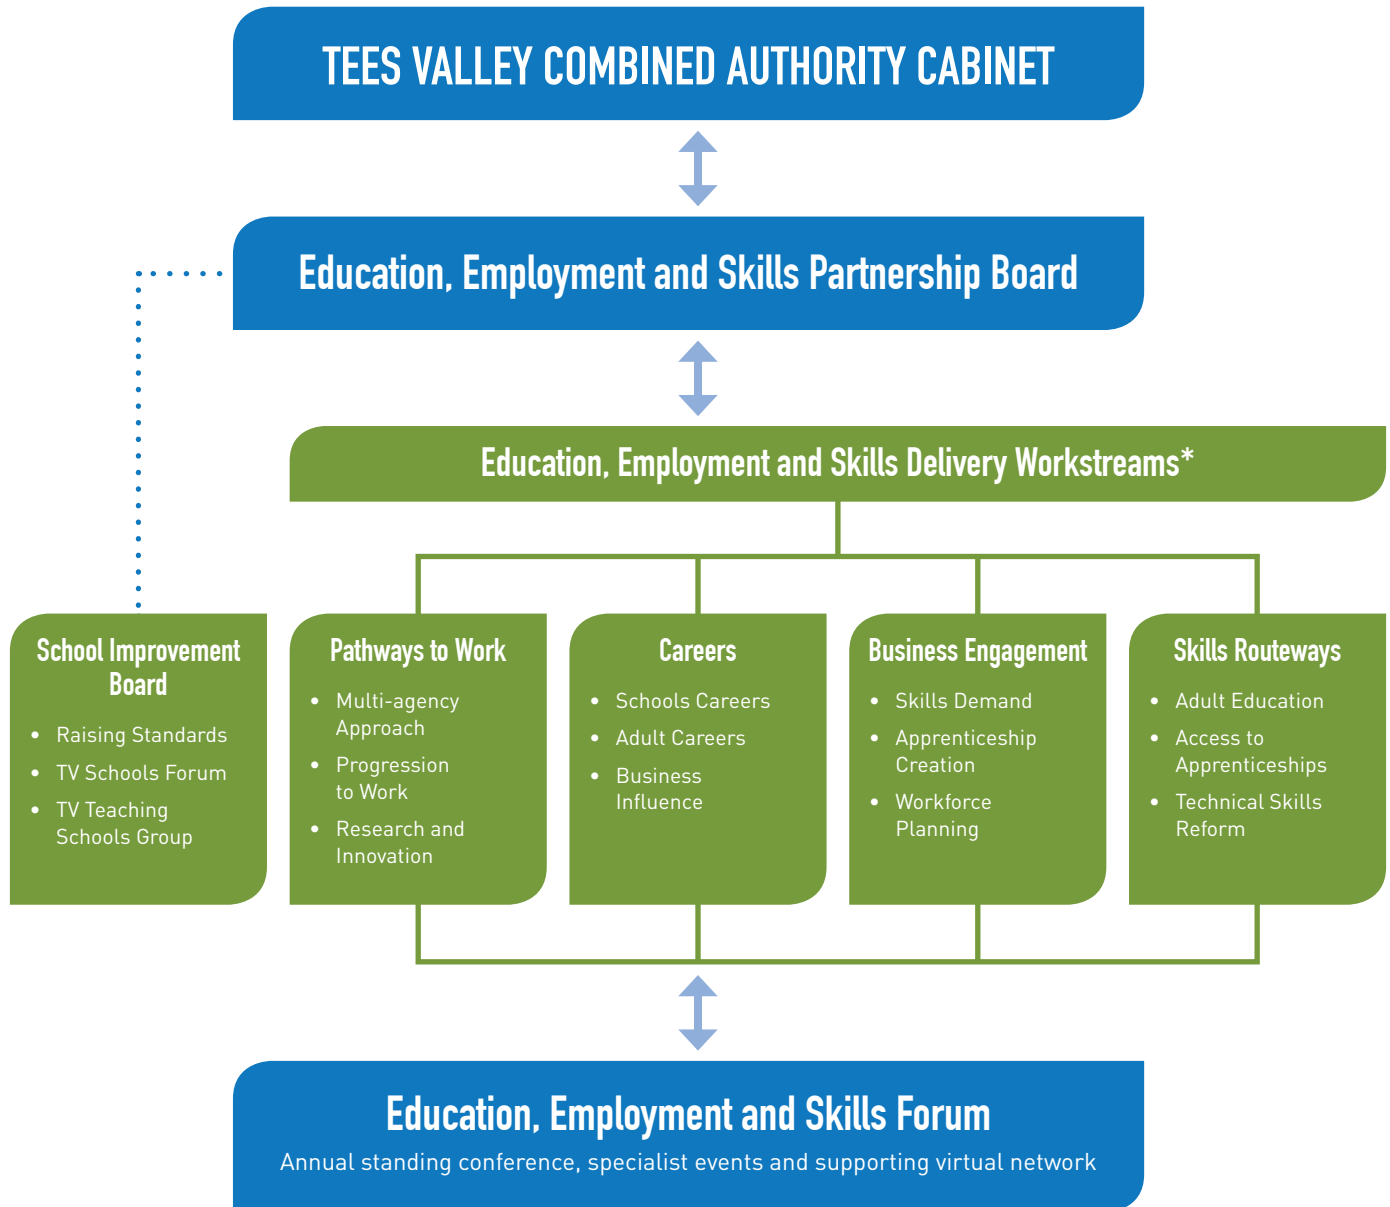 TEES VALLEY COMBINED AUTHORITY CABINET
Education, Employment and Skills Partnership Board
Education, Employment and Skills Delivery Workstreams*
School Improvement
Board
• Raising Standards
• TV Schools Forum
• TV Teaching
Schools Group
Pathways to Work
• Multi-agency
Approach
• Progression
to Work
• Research and
Innovation
Careers
• Schools Careers
• Adult Careers
• Business
Influence
Business Engagement
• Skills Demand
• Apprenticeship
Creation
• Workforce
Planning
Skills Routeways
• Adult Education
• Access to
Apprenticeships
• Technical Skills
Reform
Education, Employment and Skills Forum
Annual standing conference, specialist events and supporting virtual network